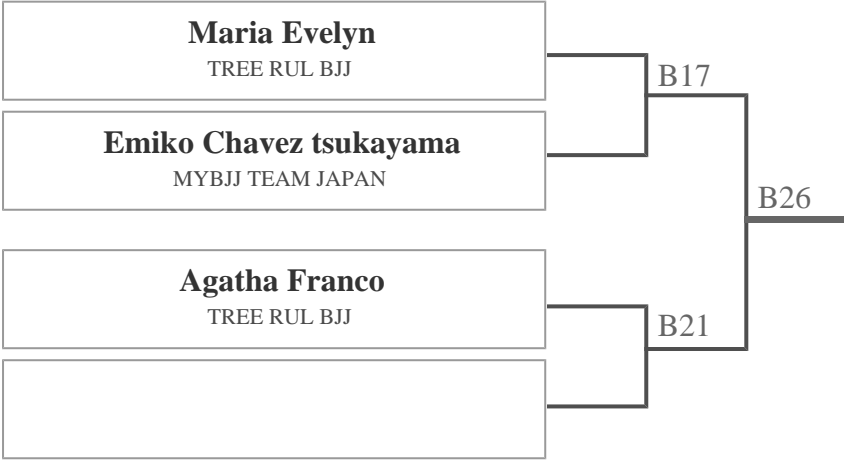 Maria Evelyn
TREE RUL BJJ
B17
Emiko Chavez tsukayama
MYBJJ TEAM JAPAN
B26
Agatha Franco
TREE RUL BJJ
B21